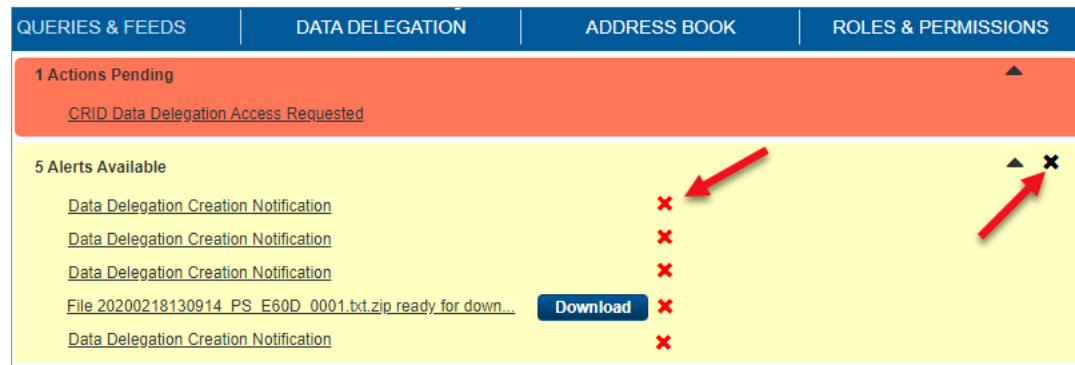 QUERIES & FEEDS DATA DELEGATION ADDRESS BOOK ROLES & PERMISSIONS
1 Actions Pending
CRID Data Delegation Access Requested
5 Alerts Available
Data Delegation Creation Notification
Data Delegation Creation Notification
Data Delegation Creation Notification
File 20200218130914_PS_E60D_0001.txt.zip ready for down... Download
Data Delegation Creation Notification